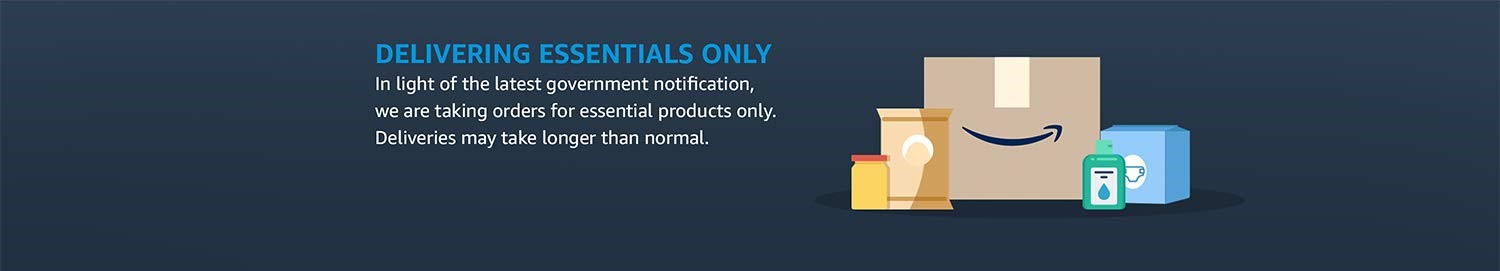 DELIVERING ESSENTIALS ONLY
In light of the latest government notification,
we are taking orders for essential products only.
Deliveries may take longer than normal.